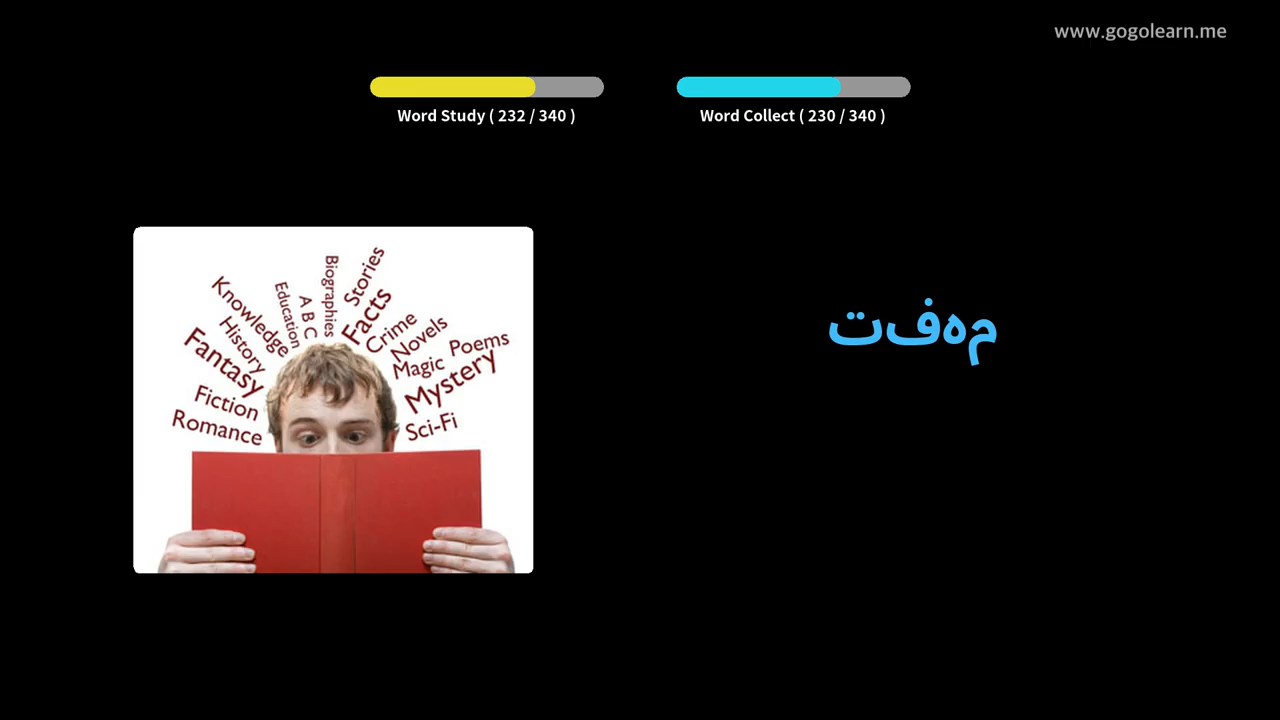 www.gogolearn.me
Word Study ( 232 / 340 )
Word Collect ( 230 / 340 )
مهفت
Stories
Biographies
Facts
A B C
Education
Knowledge
Crime
Novels
History
Poems
Fantasy
Magic
Mystery
Fiction
Sci-Fi
Romance